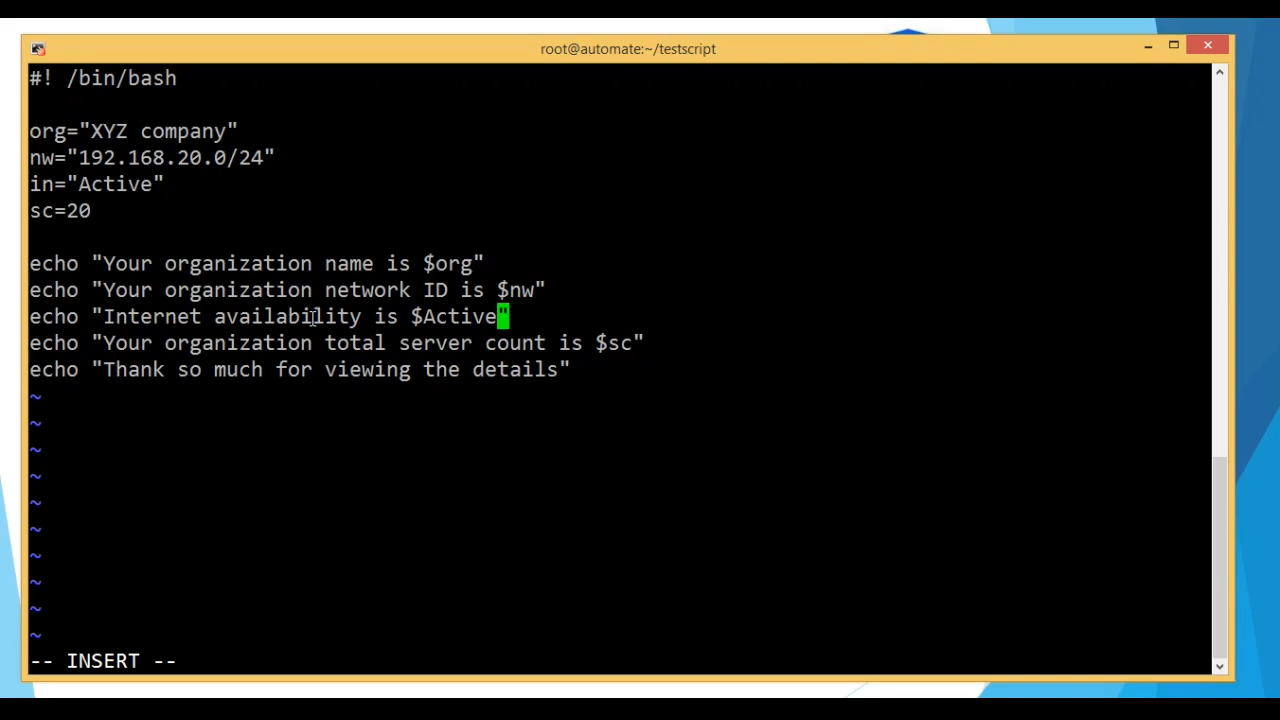 root@automate:~/testscript
#! /bin/bash
org="XYZ company"
nw="192.168.20.0/24"
in="Active"
sc=20
echo "Your organization name is $org"
echo "Your organization network ID is $nw"
echo "Internet availability is $Active"
echo "Your organization total server count is $sc"
echo "Thank so much for viewing the details"
~
~
~
~
~
~
~
~
~
~
-- INSERT --